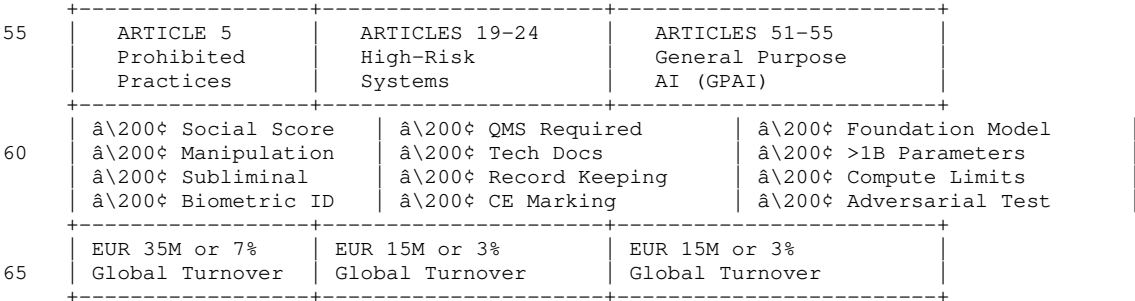 +-------------------+-----------------------+--------------------------+
55 | ARTICLE 5 | ARTICLES 19-24 | ARTICLES 51-55 |
| Prohibited | High-Risk | General Purpose |
| Practices | Systems | AI (GPAI) |
+-------------------+-----------------------+--------------------------+
| â\200¢ Social Score | â\200¢ QMS Required | â\200¢ Foundation Model |
60 | â\200¢ Manipulation | â\200¢ Tech Docs | â\200¢ >1B Parameters |
| â\200¢ Subliminal | â\200¢ Record Keeping | â\200¢ Compute Limits |
| â\200¢ Biometric ID | â\200¢ CE Marking | â\200¢ Adversarial Test |
+-------------------+-----------------------+--------------------------+
| EUR 35M or 7% | EUR 15M or 3% | EUR 15M or 3% |
65 | Global Turnover | Global Turnover | Global Turnover |
+-------------------+-----------------------+--------------------------+